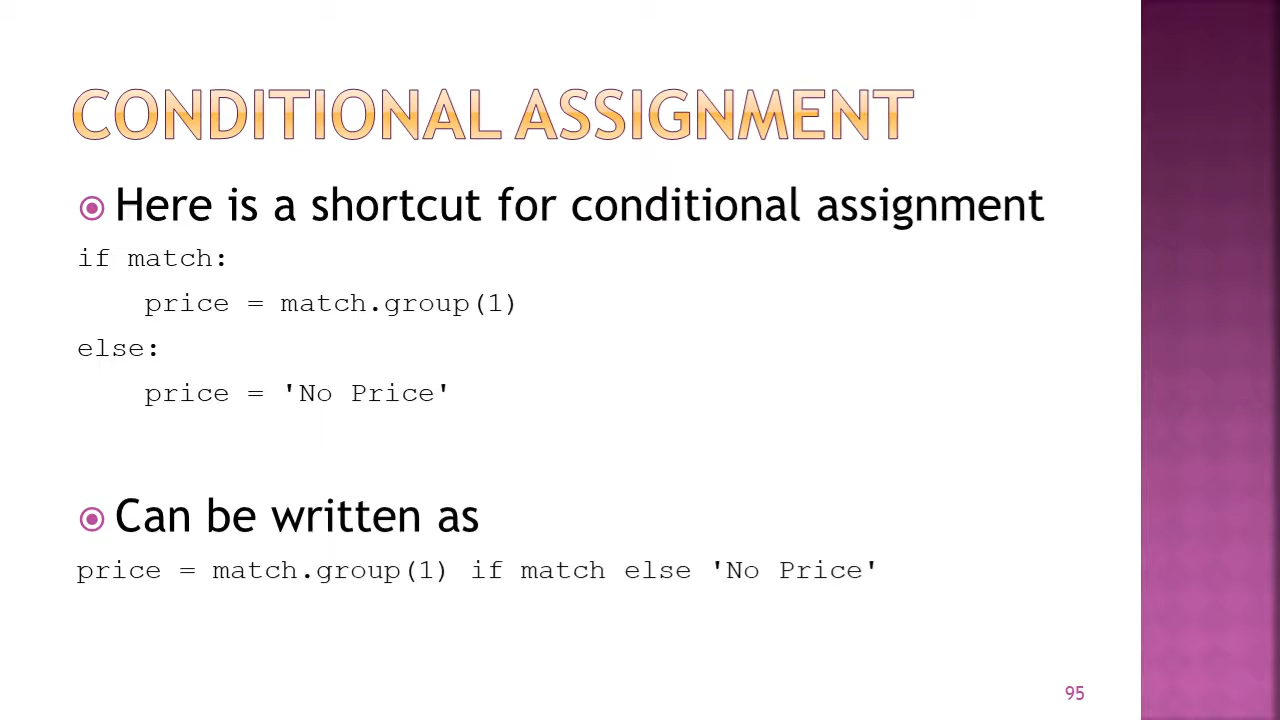 CONDITIONAL ASSIGNMENT
Here is a shortcut for conditional assignment
if match:
    price = match.group(1)
else:
    price = 'No Price'
Can be written as
price = match.group(1) if match else 'No Price'
95